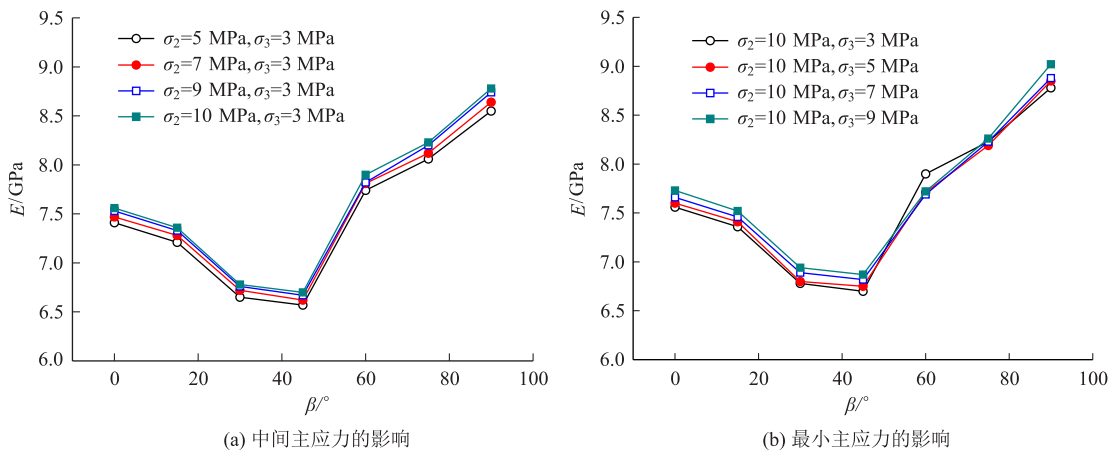 9.5
9.0
8.5
8.0
7.5
7.0
6.5
6.0
E/GPa
σ₂=5 MPa,σ₃=3 MPa
σ₂=7 MPa,σ₃=3 MPa
σ₂=9 MPa,σ₃=3 MPa
σ₂=10 MPa,σ₃=3 MPa
0 20 40 60 80 100
β/°
(a) 中间主应力的影响
9.5
9.0
8.5
8.0
7.5
7.0
6.5
6.0
E/GPa
σ₂=10 MPa,σ₃=3 MPa
σ₂=10 MPa,σ₃=5 MPa
σ₂=10 MPa,σ₃=7 MPa
σ₂=10 MPa,σ₃=9 MPa
0 20 40 60 80 100
β/°
(b) 最小主应力的影响